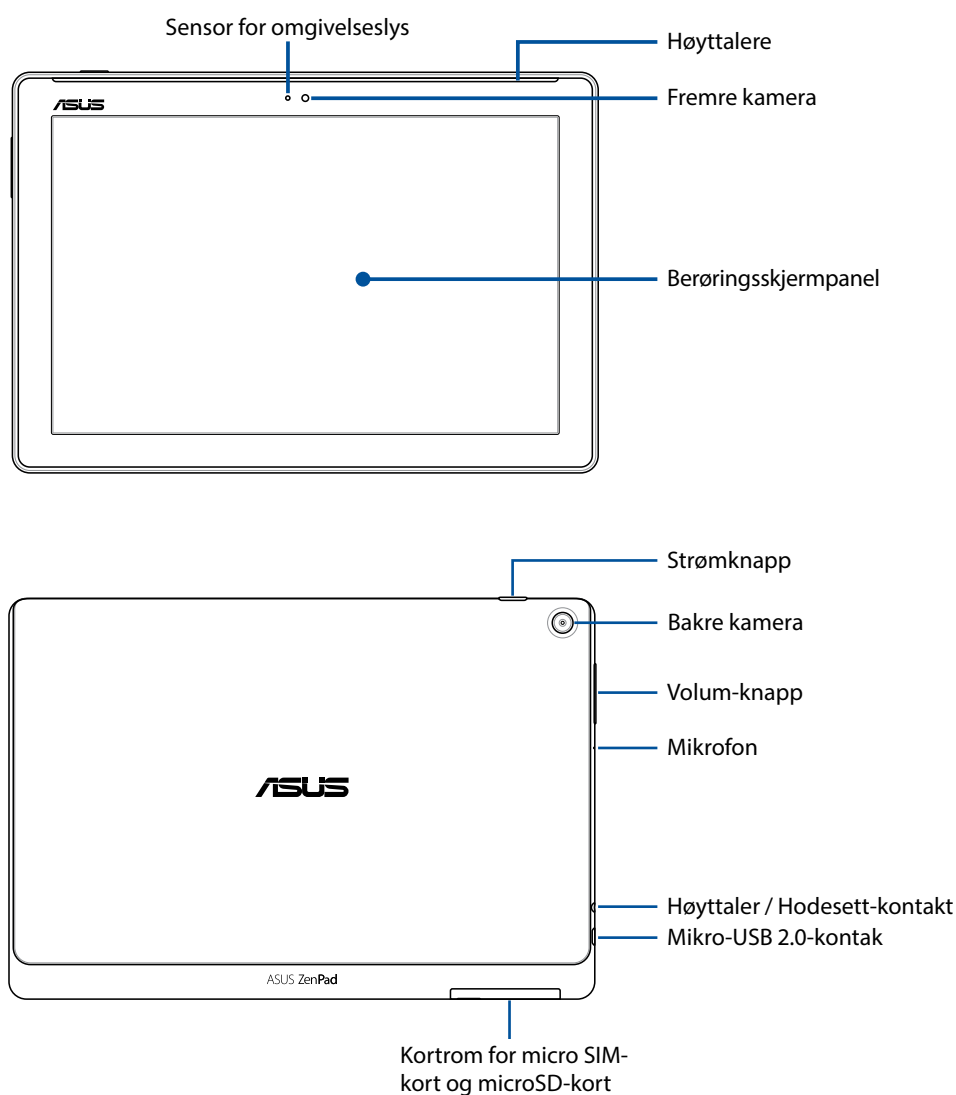 Sensor for omgivelseslys
Høyttalere
ASUS
Fremre kamera
Berøringsskjermpanel
Strømknapp
Bakre kamera
Volum-knapp
Mikrofon
ASUS
Høyttaler / Hodesett-kontakt
Mikro-USB 2.0-kontak
ASUS ZenPad
Kortrom for micro SIM-
kort og microSD-kort